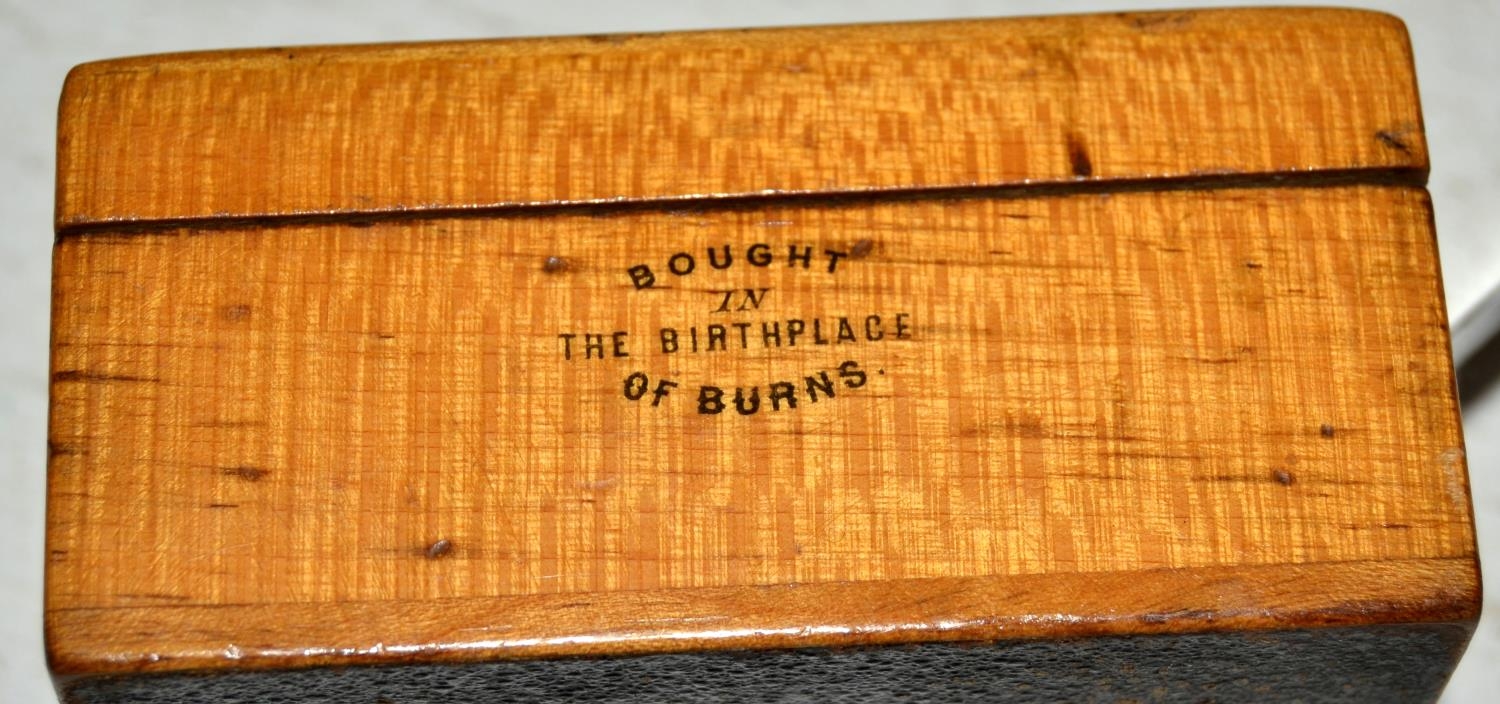 BOUGHT
IN
THE BIRTHPLACE
OF BURNS.